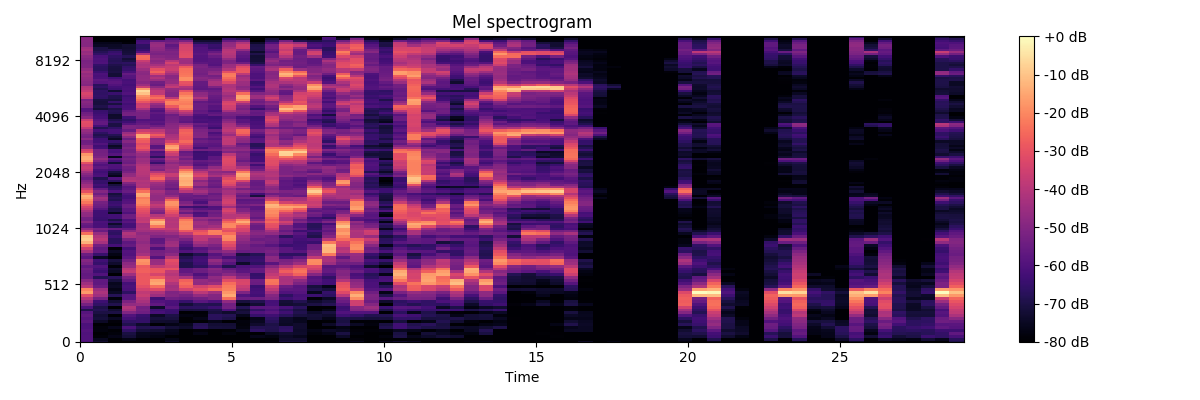 Mel spectrogram
+0 dB
8192
-10 dB
-20 dB
4096
-30 dB
Hz
2048
-40 dB
-50 dB
1024
-60 dB
512
-70 dB
0
-80 dB
0 5 10 15 20 25
Time